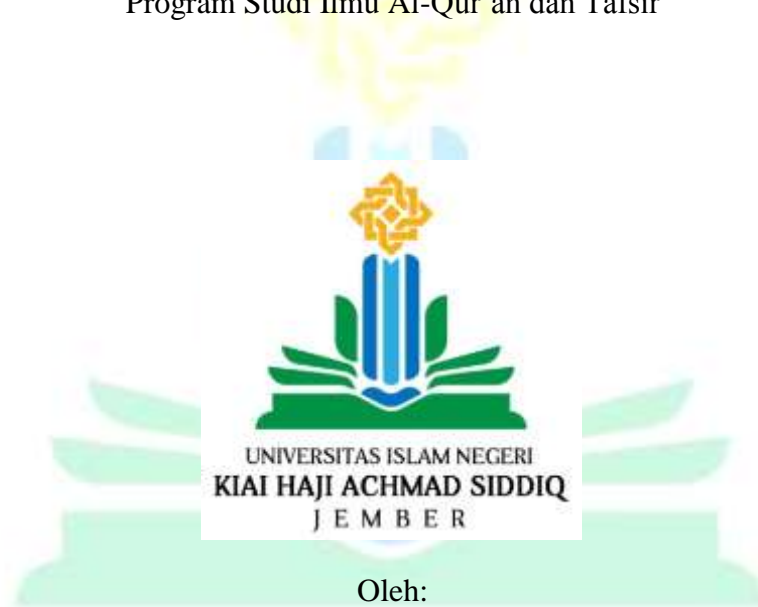 Program Studi Ilmu Al-Qur'an dan Tafsir
UNIVERSITAS ISLAM NEGERI
KIAI HAJI ACHMAD SIDDIQ
JEMBER
Oleh: